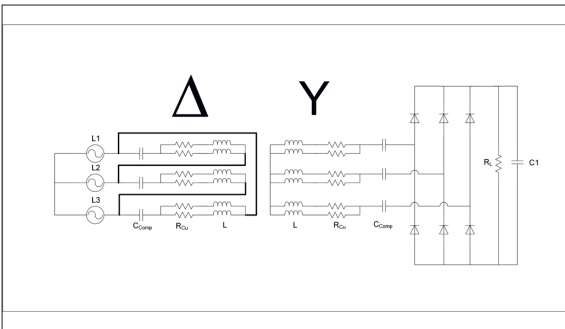 Δ Y
L1
L2
L3
C_Comp R_Cu L L R_Cu C_Comp
R_L C1